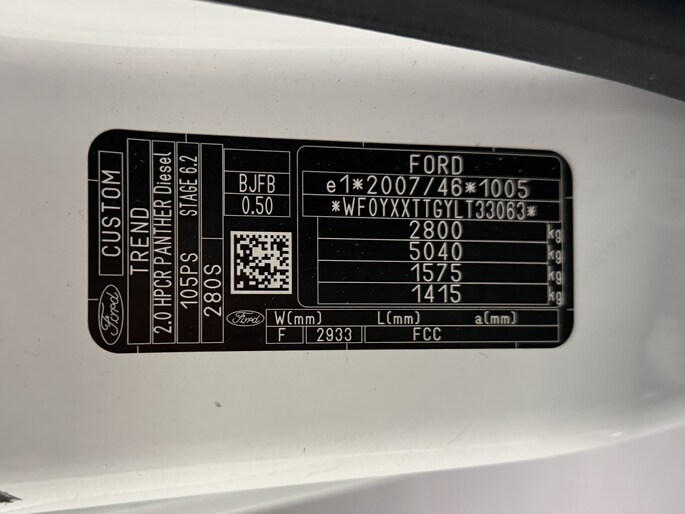 Ford
CUSTOM
TREND
2.0 HPCR PANTHER Diesel
105PS STAGE 6.2
280S
BJFB
0.50
Ford
FORD
e1*2007/46*1005
*WF0YXXTTGYLT33063*
2800 kg
5040 kg
1575 kg
1415 kg
W(mm) L(mm) a(mm)
F 2933 FCC